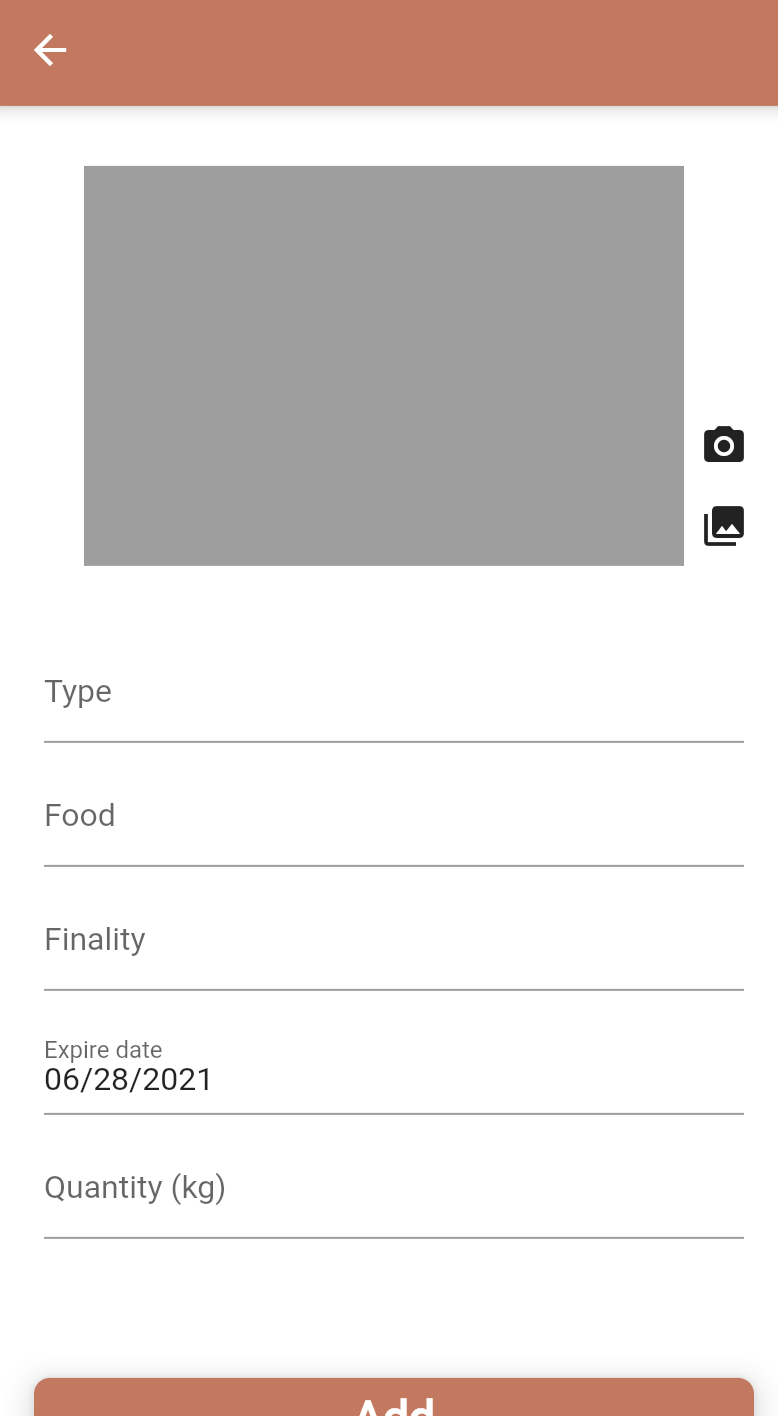 Type
Food
Finality
Expire date
06/28/2021
Quantity (kg)
Add